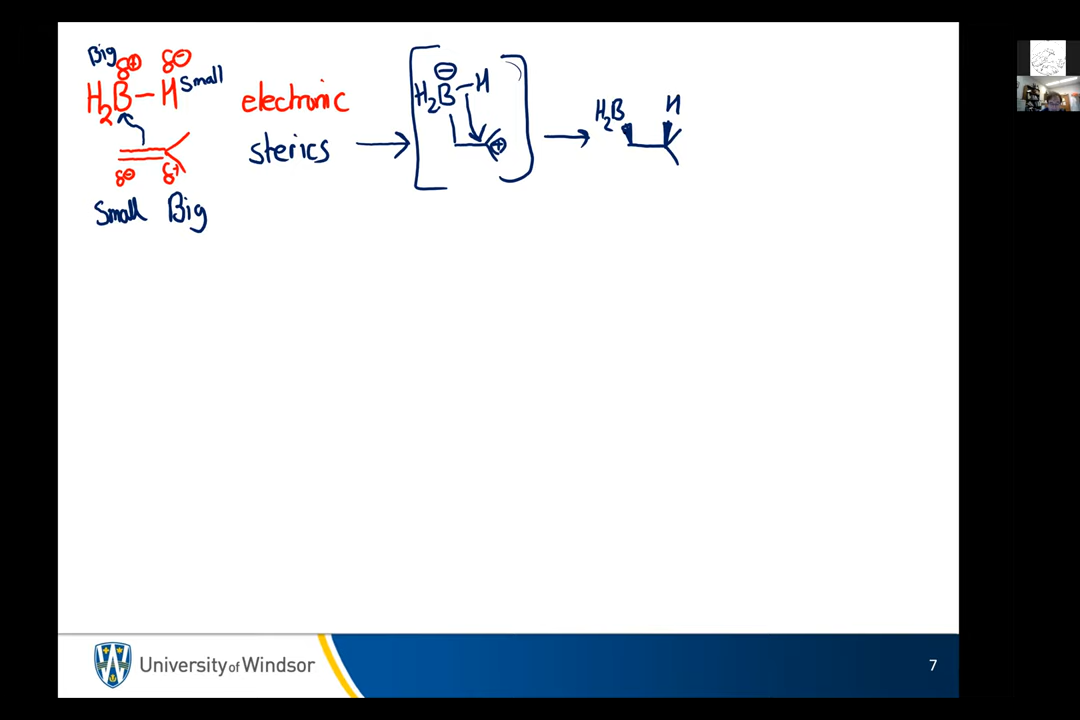 Big δ⊕ δ⊖
H₂B–H Small
δ⊖ δ+
Small Big
electronic
sterics
⊖
H₂B–H
⊕
H₂B H
University of Windsor
7